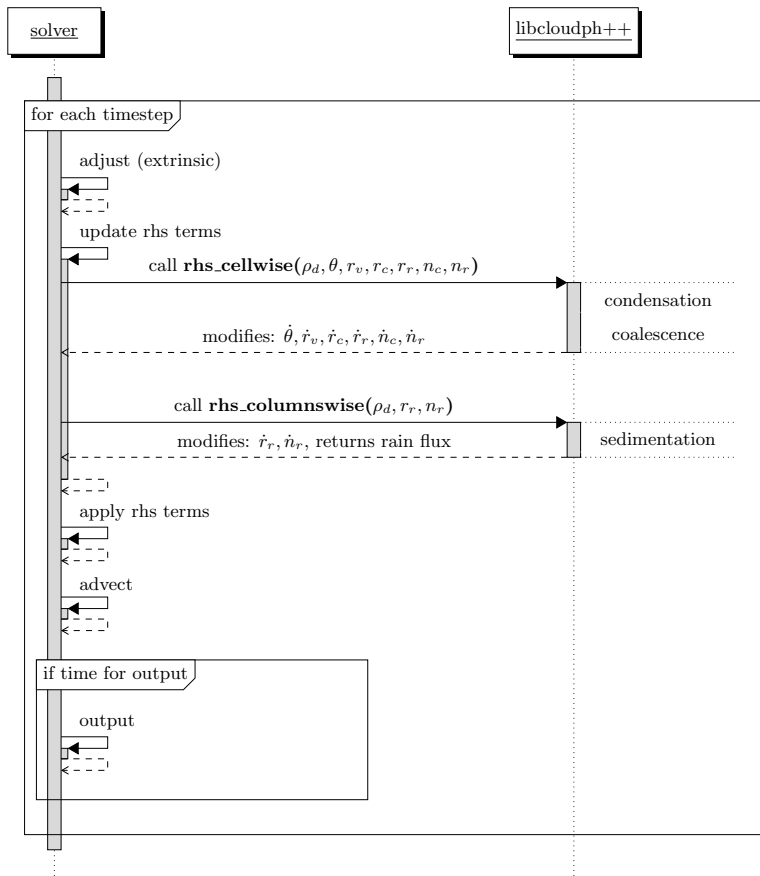 solver
libcloudph++
for each timestep
adjust (extrinsic)
update rhs terms
call rhs_cellwise(ρ_d, θ, r_v, r_c, r_r, n_c, n_r)
condensation
modifies: θ̇, ṙ_v, ṙ_c, ṙ_r, ṅ_c, ṅ_r
coalescence
call rhs_columnswise(ρ_d, r_r, n_r)
modifies: ṙ_r, ṅ_r, returns rain flux
sedimentation
apply rhs terms
advect
if time for output
output